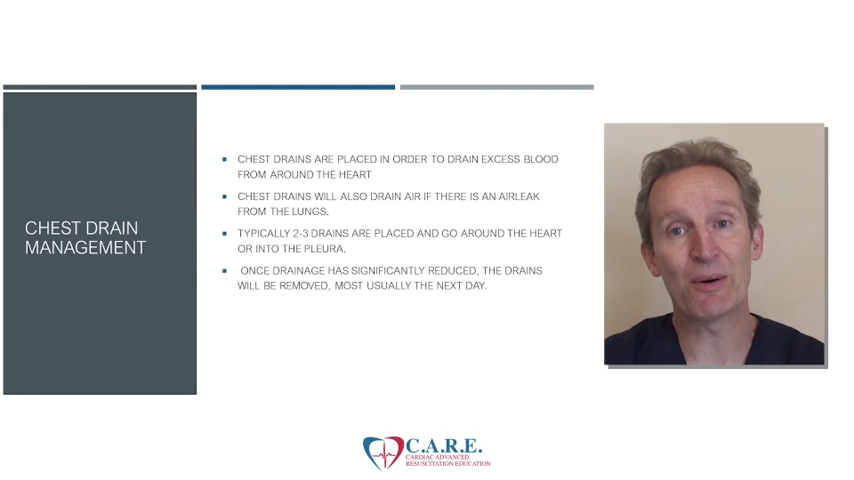 CHEST DRAIN
MANAGEMENT
CHEST DRAINS ARE PLACED IN ORDER TO DRAIN EXCESS BLOOD
FROM AROUND THE HEART
CHEST DRAINS WILL ALSO DRAIN AIR IF THERE IS AN AIRLEAK
FROM THE LUNGS.
TYPICALLY 2-3 DRAINS ARE PLACED AND GO AROUND THE HEART
OR INTO THE PLEURA.
ONCE DRAINAGE HAS SIGNIFICANTLY REDUCED, THE DRAINS
WILL BE REMOVED, MOST USUALLY THE NEXT DAY.
C.A.R.E.
CARDIAC ADVANCED
RESUSCITATION EDUCATION